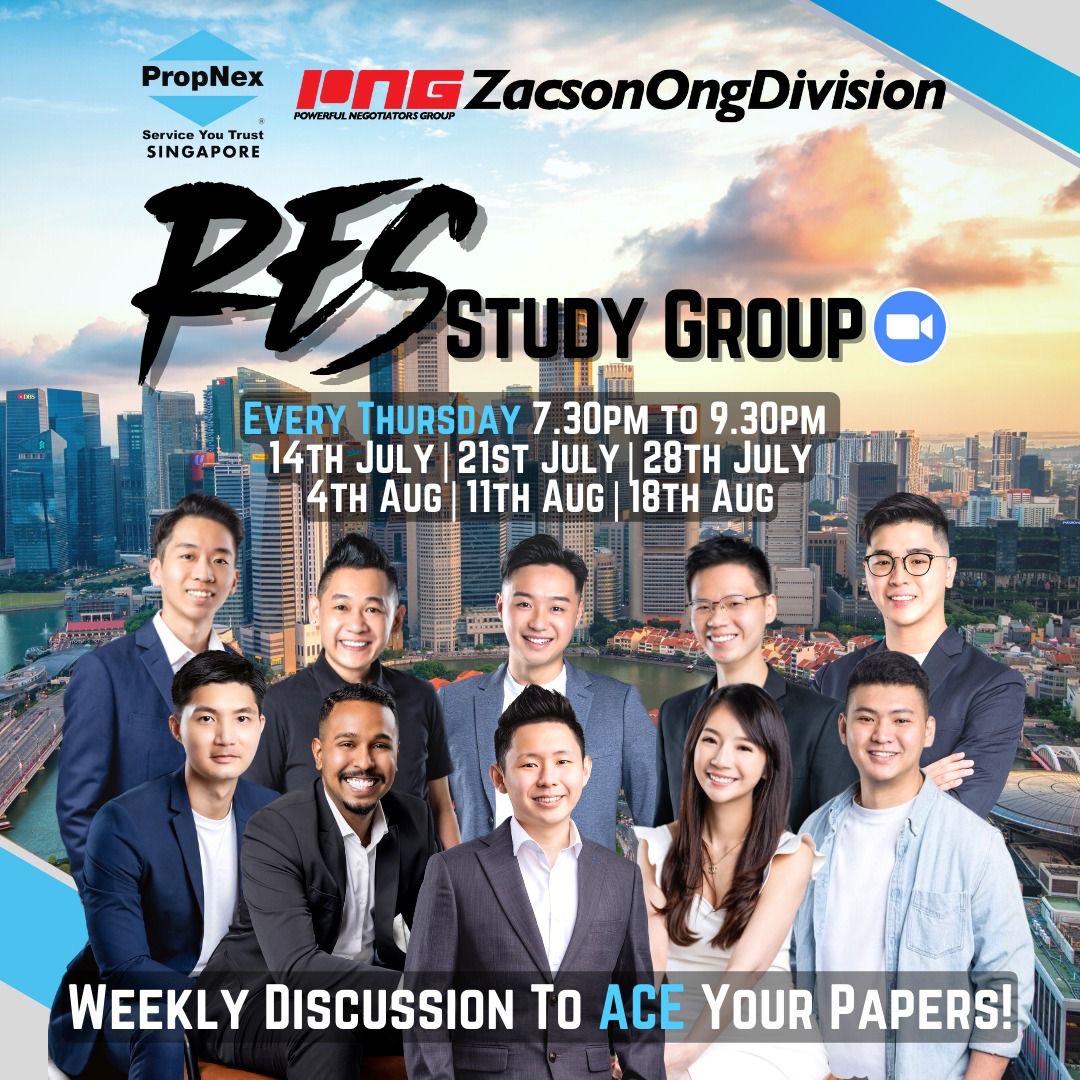 PropNex
Service You Trust
SINGAPORE
PNG ZacsonOngDivision
POWERFUL NEGOTIATORS GROUP
RES STUDY GROUP
EVERY THURSDAY 7.30PM TO 9.30PM
14TH JULY | 21ST JULY | 28TH JULY
4TH AUG | 11TH AUG | 18TH AUG
DBS
WEEKLY DISCUSSION TO ACE YOUR PAPERS!